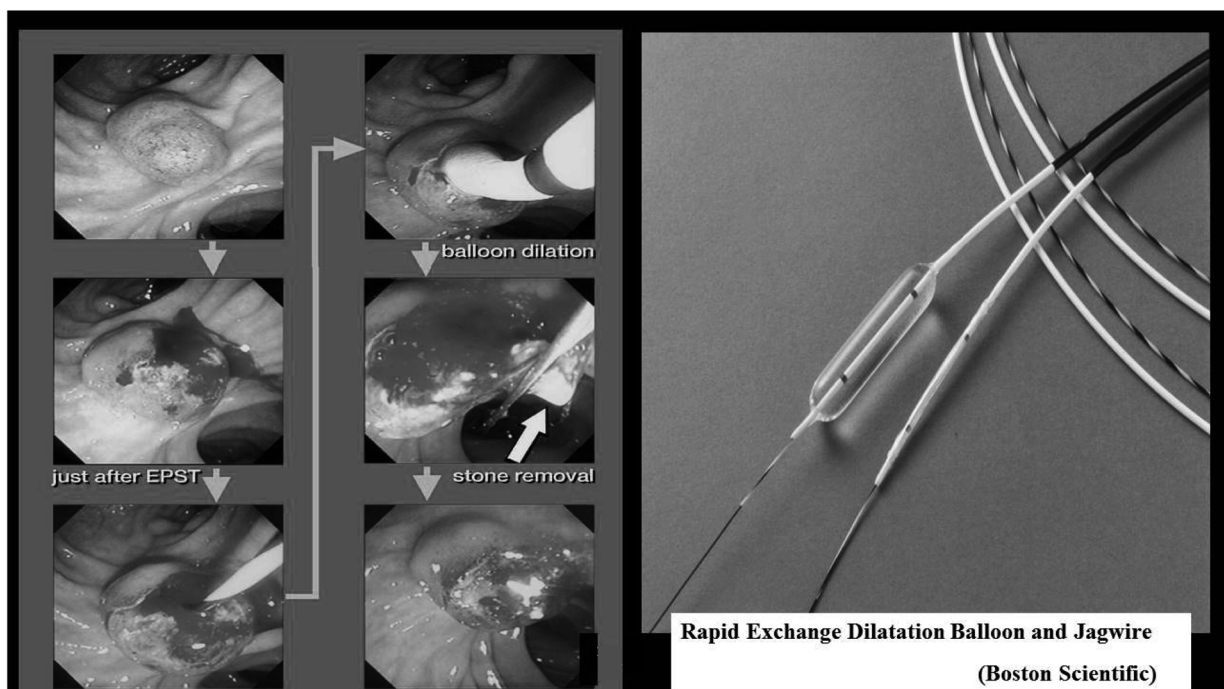 just after EPST
balloon dilation
stone removal
Rapid Exchange Dilatation Balloon and Jagwire
(Boston Scientific)